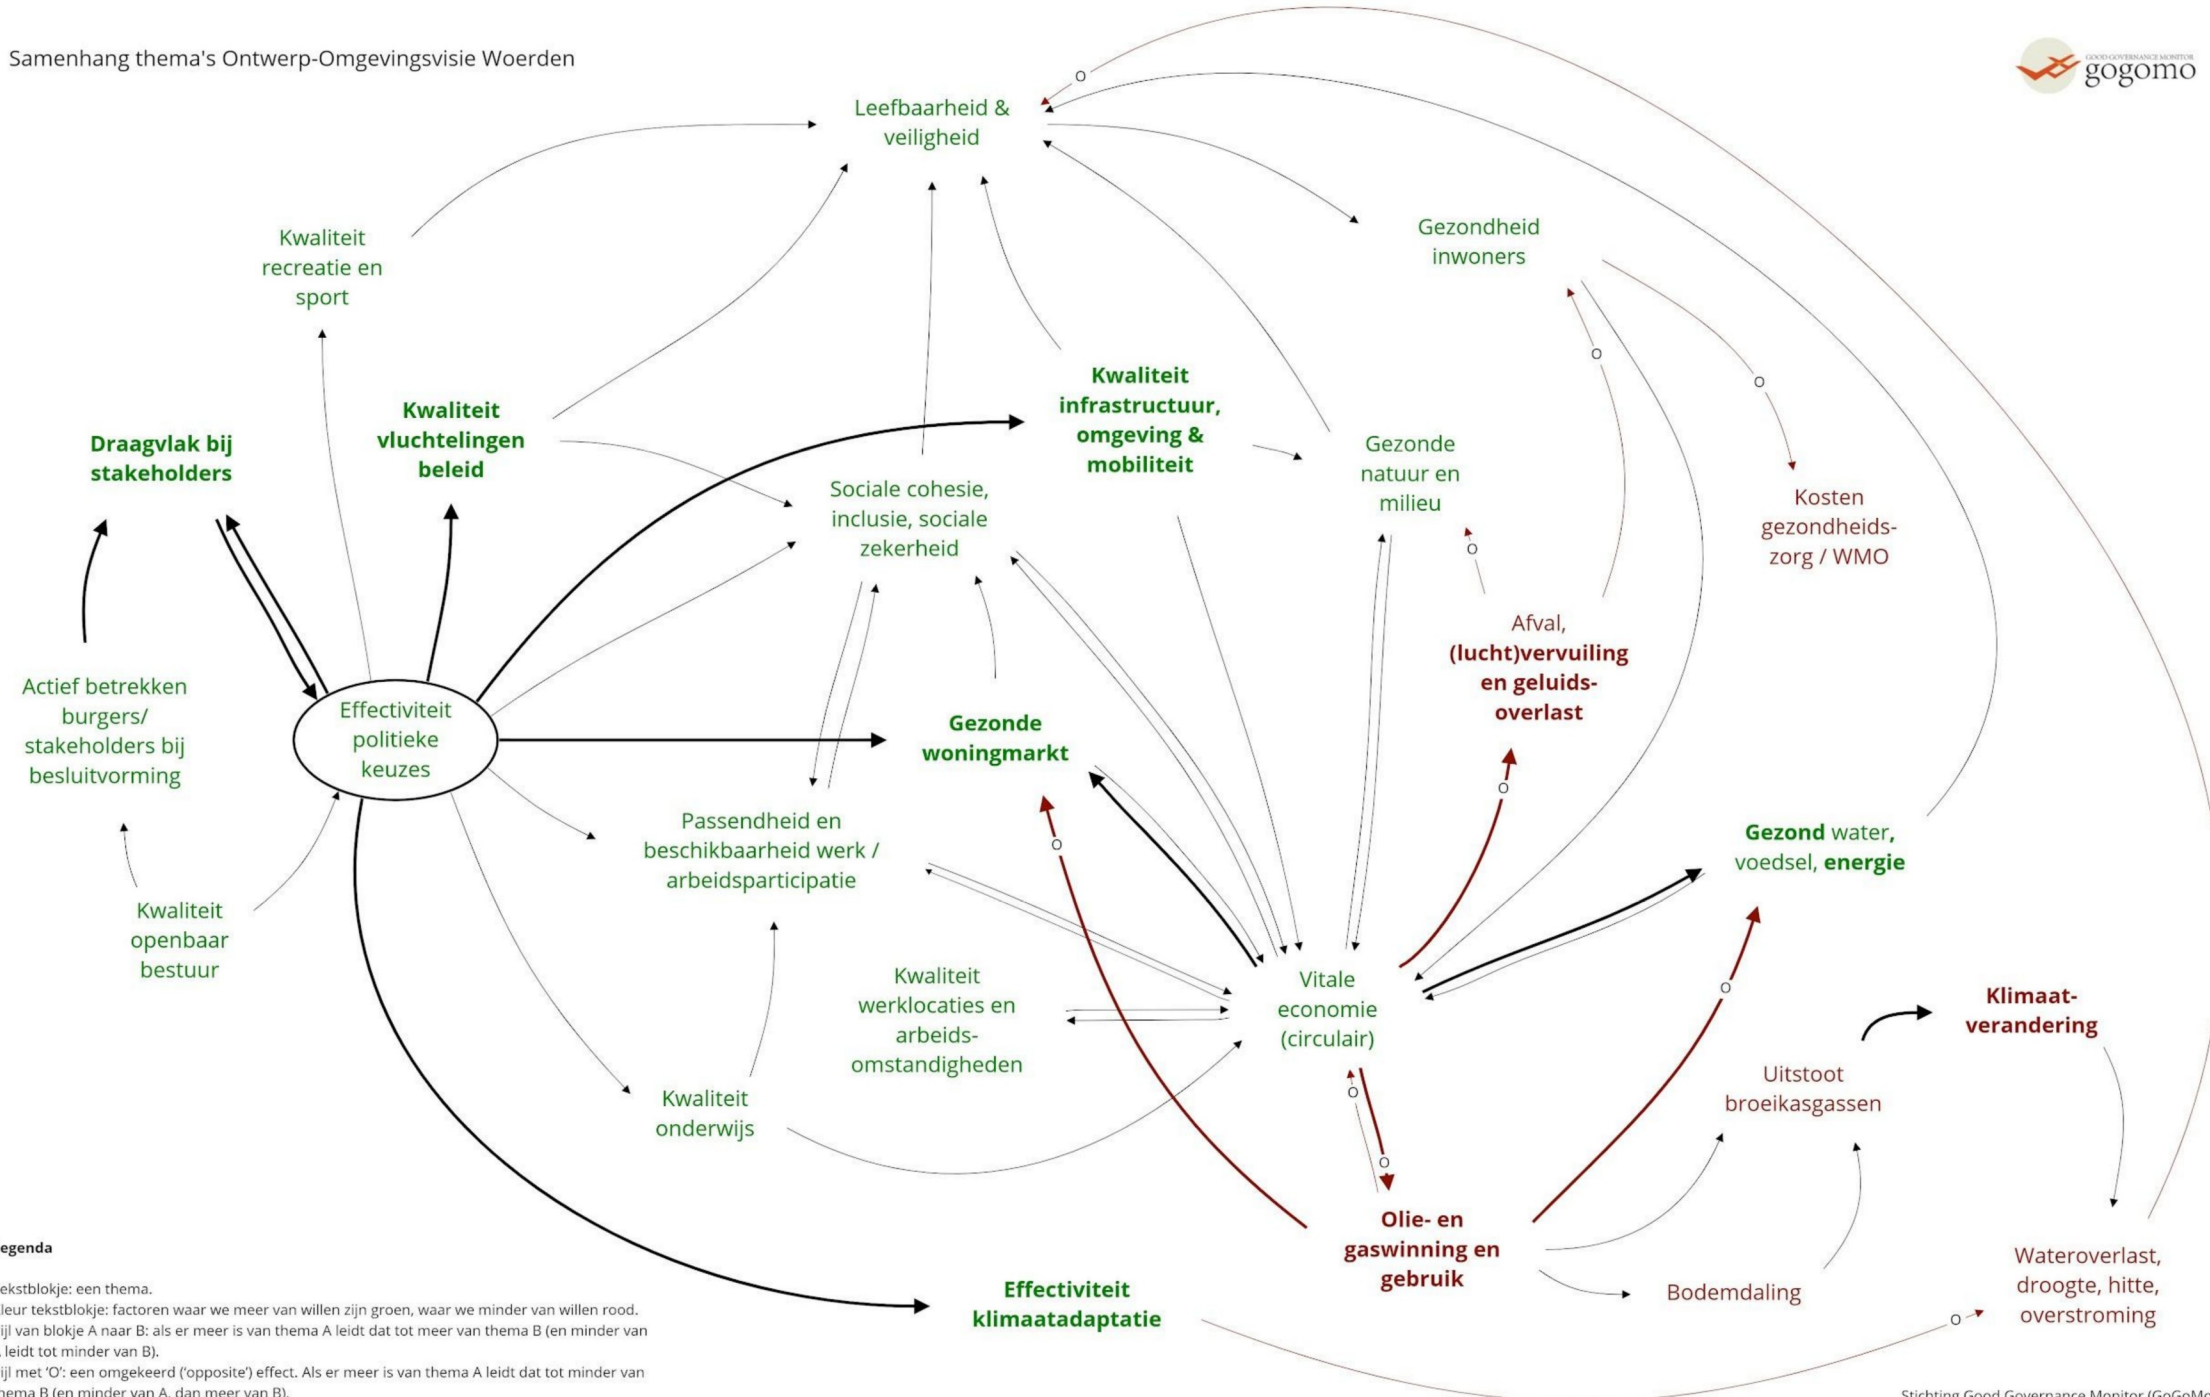 Samenhang thema's Ontwerp-Omgevingsvisie Woerden
GOOD GOVERNANCE MONITOR
gogomo
Leefbaarheid &
veiligheid
Gezondheid
inwoners
Kwaliteit
recreatie en
sport
Kwaliteit
infrastructuur,
omgeving &
mobiliteit
Kwaliteit
vluchtelingen
beleid
Draagvlak bij
stakeholders
Gezonde
natuur en
milieu
Sociale cohesie,
inclusie, sociale
zekerheid
Kosten
gezondheids-
zorg / WMO
Afval,
(lucht)vervuiling
en geluids-
overlast
Actief betrekken
burgers/
stakeholders bij
besluitvorming
Effectiviteit
politieke
keuzes
Gezonde
woningmarkt
Passendheid en
beschikbaarheid werk /
arbeidsparticipatie
Gezond water,
voedsel, energie
Kwaliteit
openbaar
bestuur
Kwaliteit
werklocaties en
arbeids-
omstandigheden
Vitale
economie
(circulair)
Klimaat-
verandering
Uitstoot
broeikasgassen
Kwaliteit
onderwijs
Olie- en
gaswinning en
gebruik
Bodemdaling
Wateroverlast,
droogte, hitte,
overstroming
Effectiviteit
klimaatadaptatie
O
O
O
O
O
O
O
O
O
O
egenda
ekstblokje: een thema.
leur tekstblokje: factoren waar we meer van willen zijn groen, waar we minder van willen rood.
ijl van blokje A naar B: als er meer is van thema A leidt dat tot meer van thema B (en minder van
leidt tot minder van B).
ijl met ‘O’: een omgekeerd (‘opposite’) effect. Als er meer is van thema A leidt dat tot minder van
hema B (en minder van A, dan meer van B).
Stichting Good Governance Monitor (GoGoMo